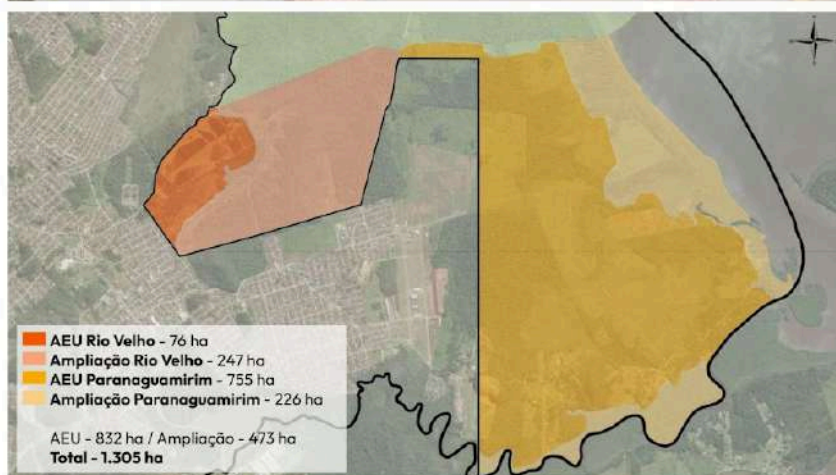 AEU Rio Velho - 76 ha
Ampliação Rio Velho - 247 ha
AEU Paranaguamirim - 755 ha
Ampliação Paranaguamirim - 226 ha
AEU - 832 ha / Ampliação - 473 ha
Total - 1.305 ha